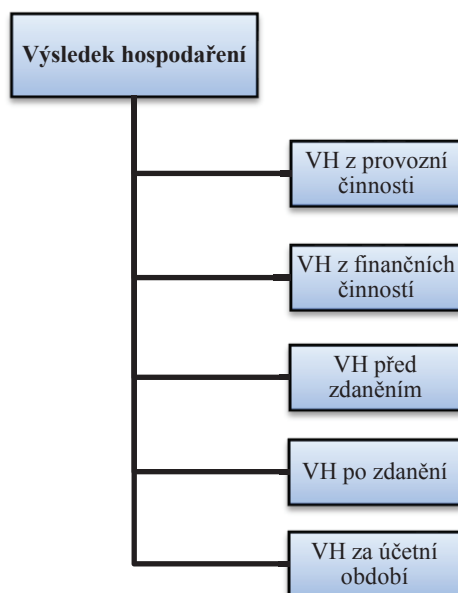 Výsledek hospodaření
VH z provozní
činnosti
VH z finančních
činností
VH před
zdaněním
VH po zdanění
VH za účetní
období